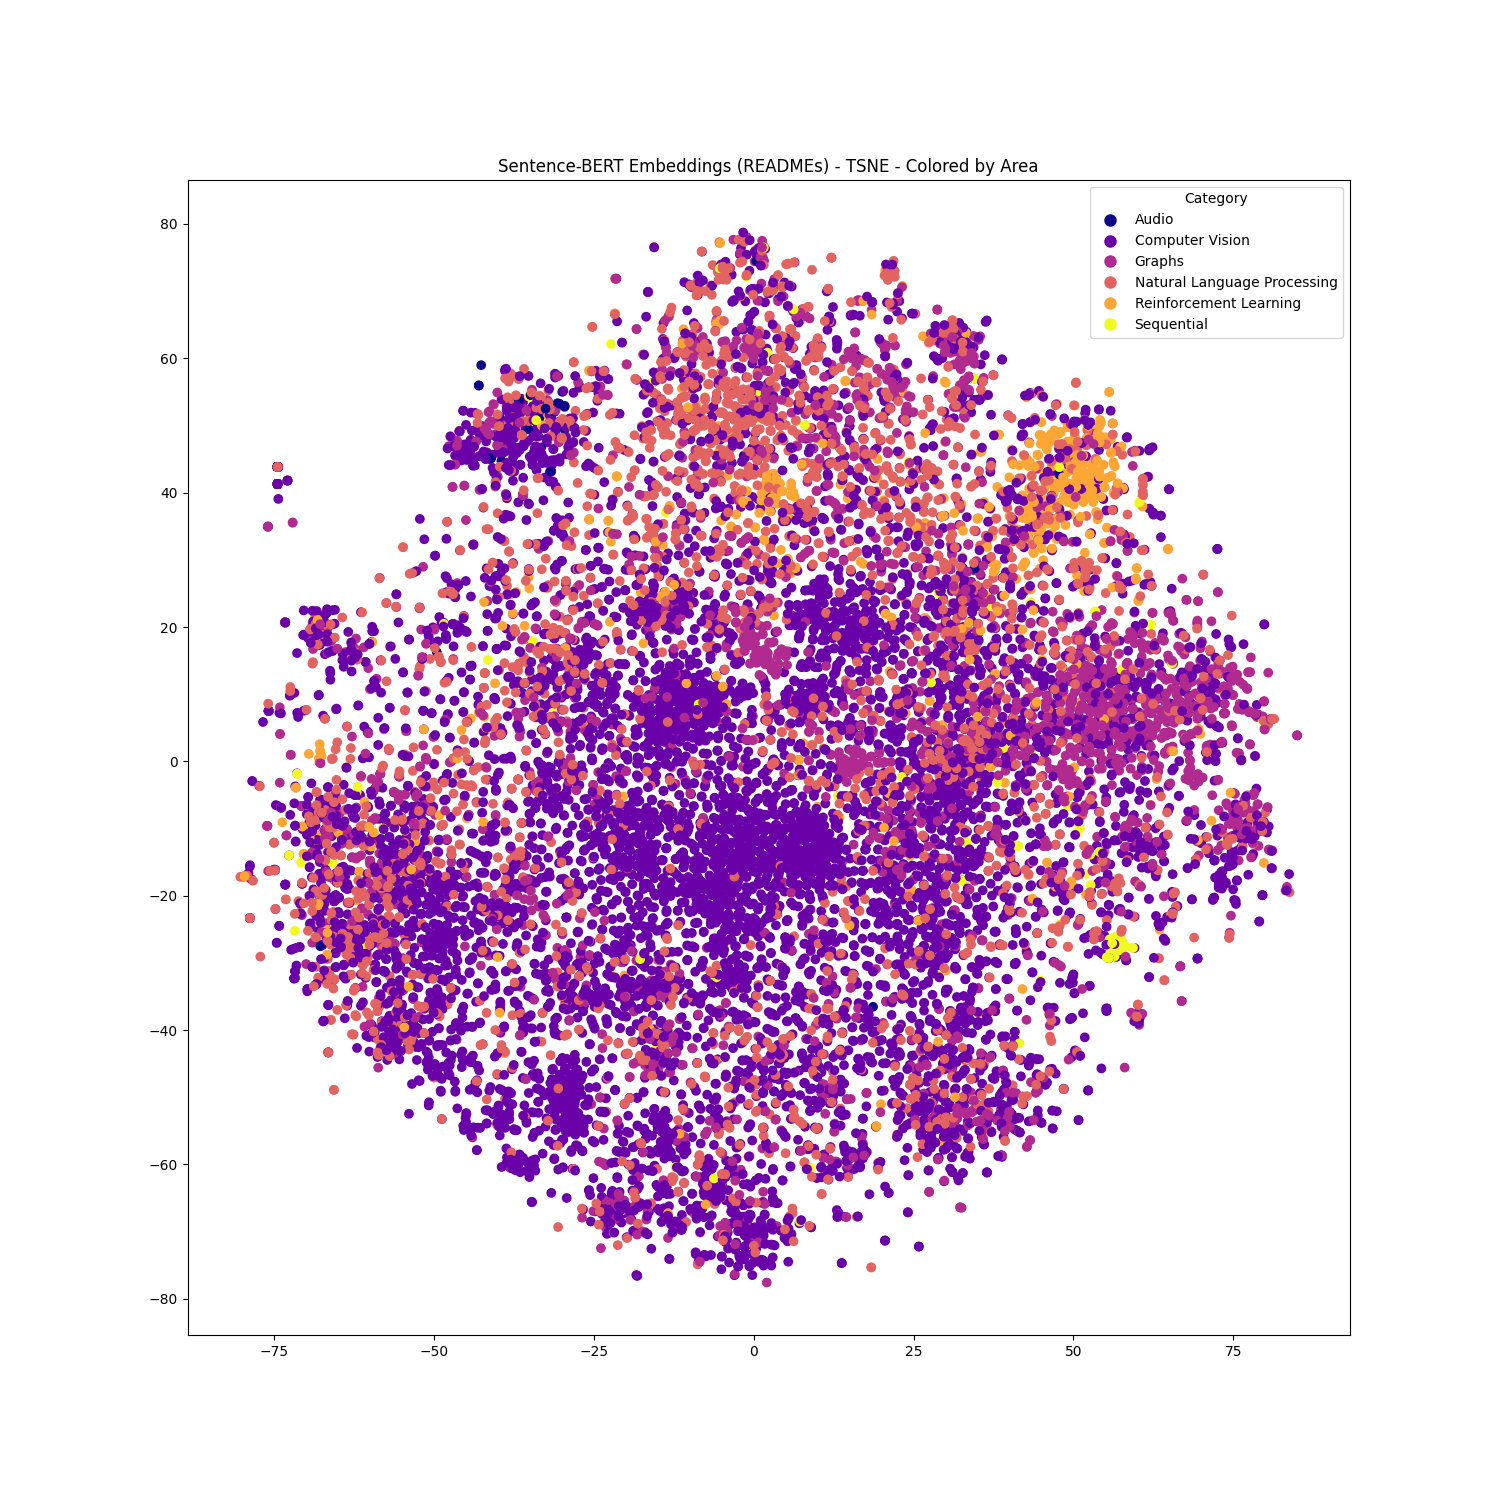 Sentence-BERT Embeddings (READMEs) - TSNE - Colored by Area
Category
Audio
Computer Vision
Graphs
Natural Language Processing
Reinforcement Learning
Sequential
80
60
40
20
0
−20
−40
−60
−80
−75
−50
−25
0
25
50
75